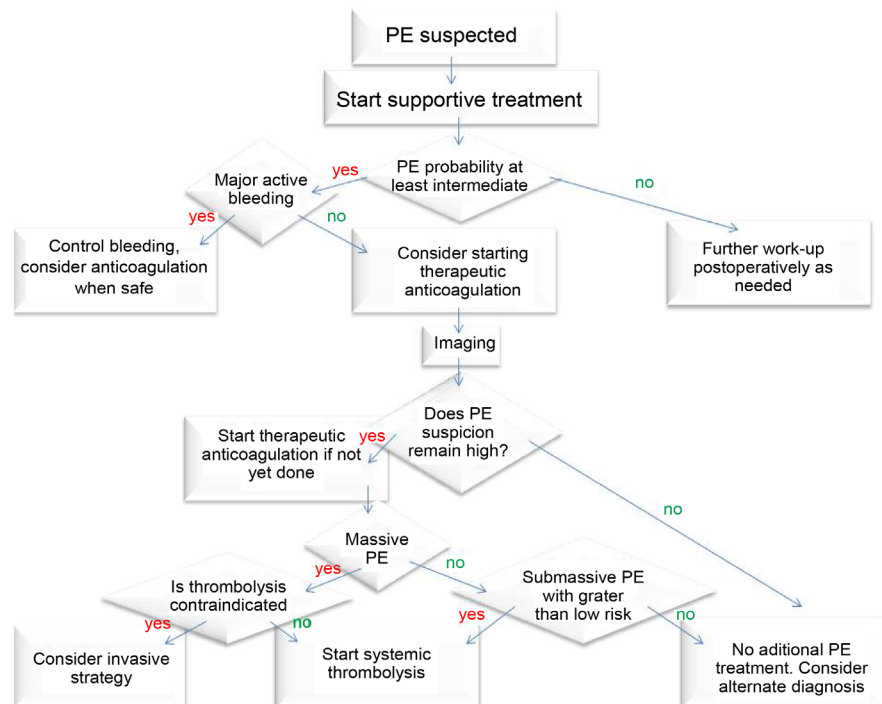 PE suspected
Start supportive treatment
PE probability at
least intermediate
yes
no
Major active
bleeding
yes
no
Control bleeding,
consider anticoagulation
when safe
Consider starting
therapeutic
anticoagulation
Further work-up
postoperatively as
needed
Imaging
Does PE
suspicion
remain high?
yes
no
Start therapeutic
anticoagulation if not
yet done
Massive
PE
yes
no
Is thrombolysis
contraindicated
yes
no
Submassive PE
with grater
than low risk
yes
no
Consider invasive
strategy
Start systemic
thrombolysis
No aditional PE
treatment. Consider
alternate diagnosis